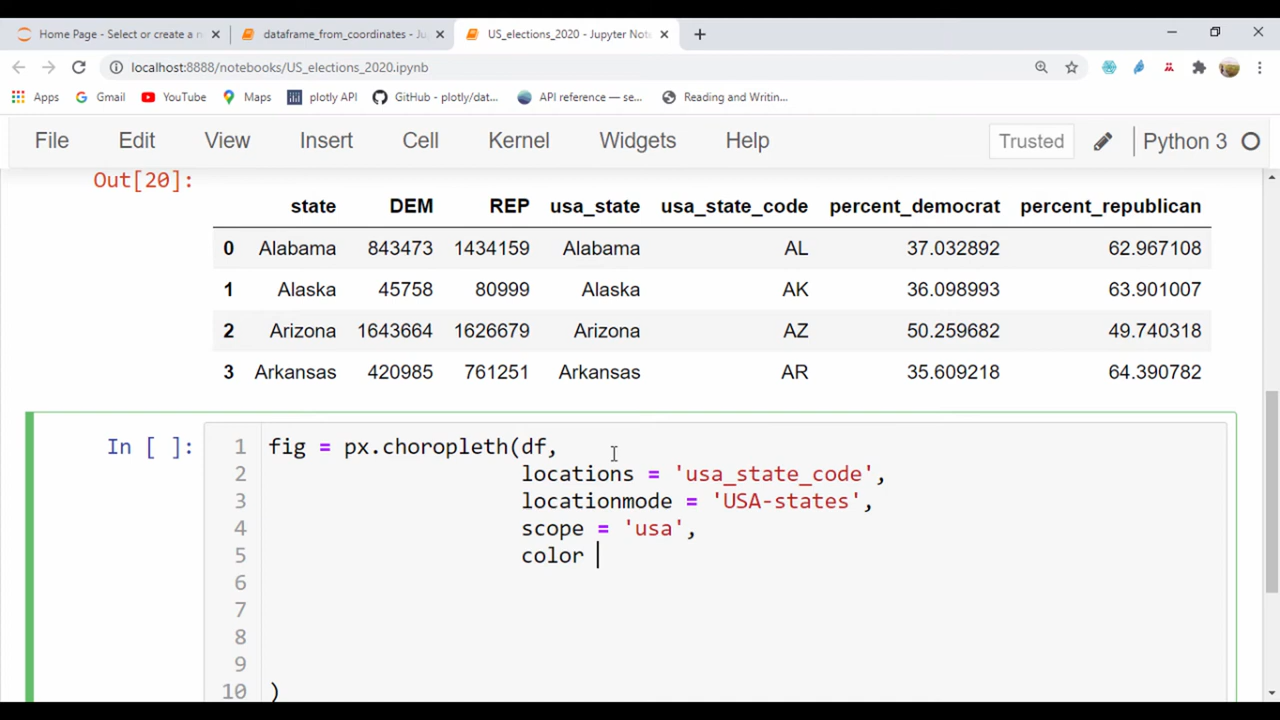 Home Page - Select or create a n
dataframe_from_coordinates - Ju
US_elections_2020 - Jupyter Note
localhost:8888/notebooks/US_elections_2020.ipynb
Apps Gmail YouTube Maps plotly API GitHub - plotly/dat... API reference — se... Reading and Writin...
File Edit View Insert Cell Kernel Widgets Help Trusted Python 3
Out[20]:
state DEM REP usa_state usa_state_code percent_democrat percent_republican
0 Alabama 843473 1434159 Alabama AL 37.032892 62.967108
1 Alaska 45758 80999 Alaska AK 36.098993 63.901007
2 Arizona 1643664 1626679 Arizona AZ 50.259682 49.740318
3 Arkansas 420985 761251 Arkansas AR 35.609218 64.390782
In [ ]: 1 fig = px.choropleth(df,
2 locations = 'usa_state_code',
3 locationmode = 'USA-states',
4 scope = 'usa',
5 color
6
7
8
9
10 )